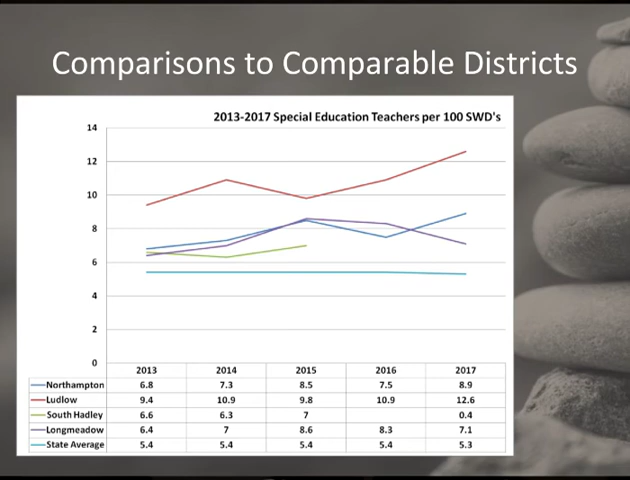 Comparisons to Comparable Districts
2013-2017 Special Education Teachers per 100 SWD's
14
12
10
8
6
4
2
0
2013 2014 2015 2016 2017
Northampton 6.8 7.3 8.5 7.5 8.9
Ludlow 9.4 10.9 9.8 10.9 12.6
South Hadley 6.6 6.3 7 0.4
Longmeadow 6.4 7 8.6 8.3 7.1
State Average 5.4 5.4 5.4 5.4 5.3